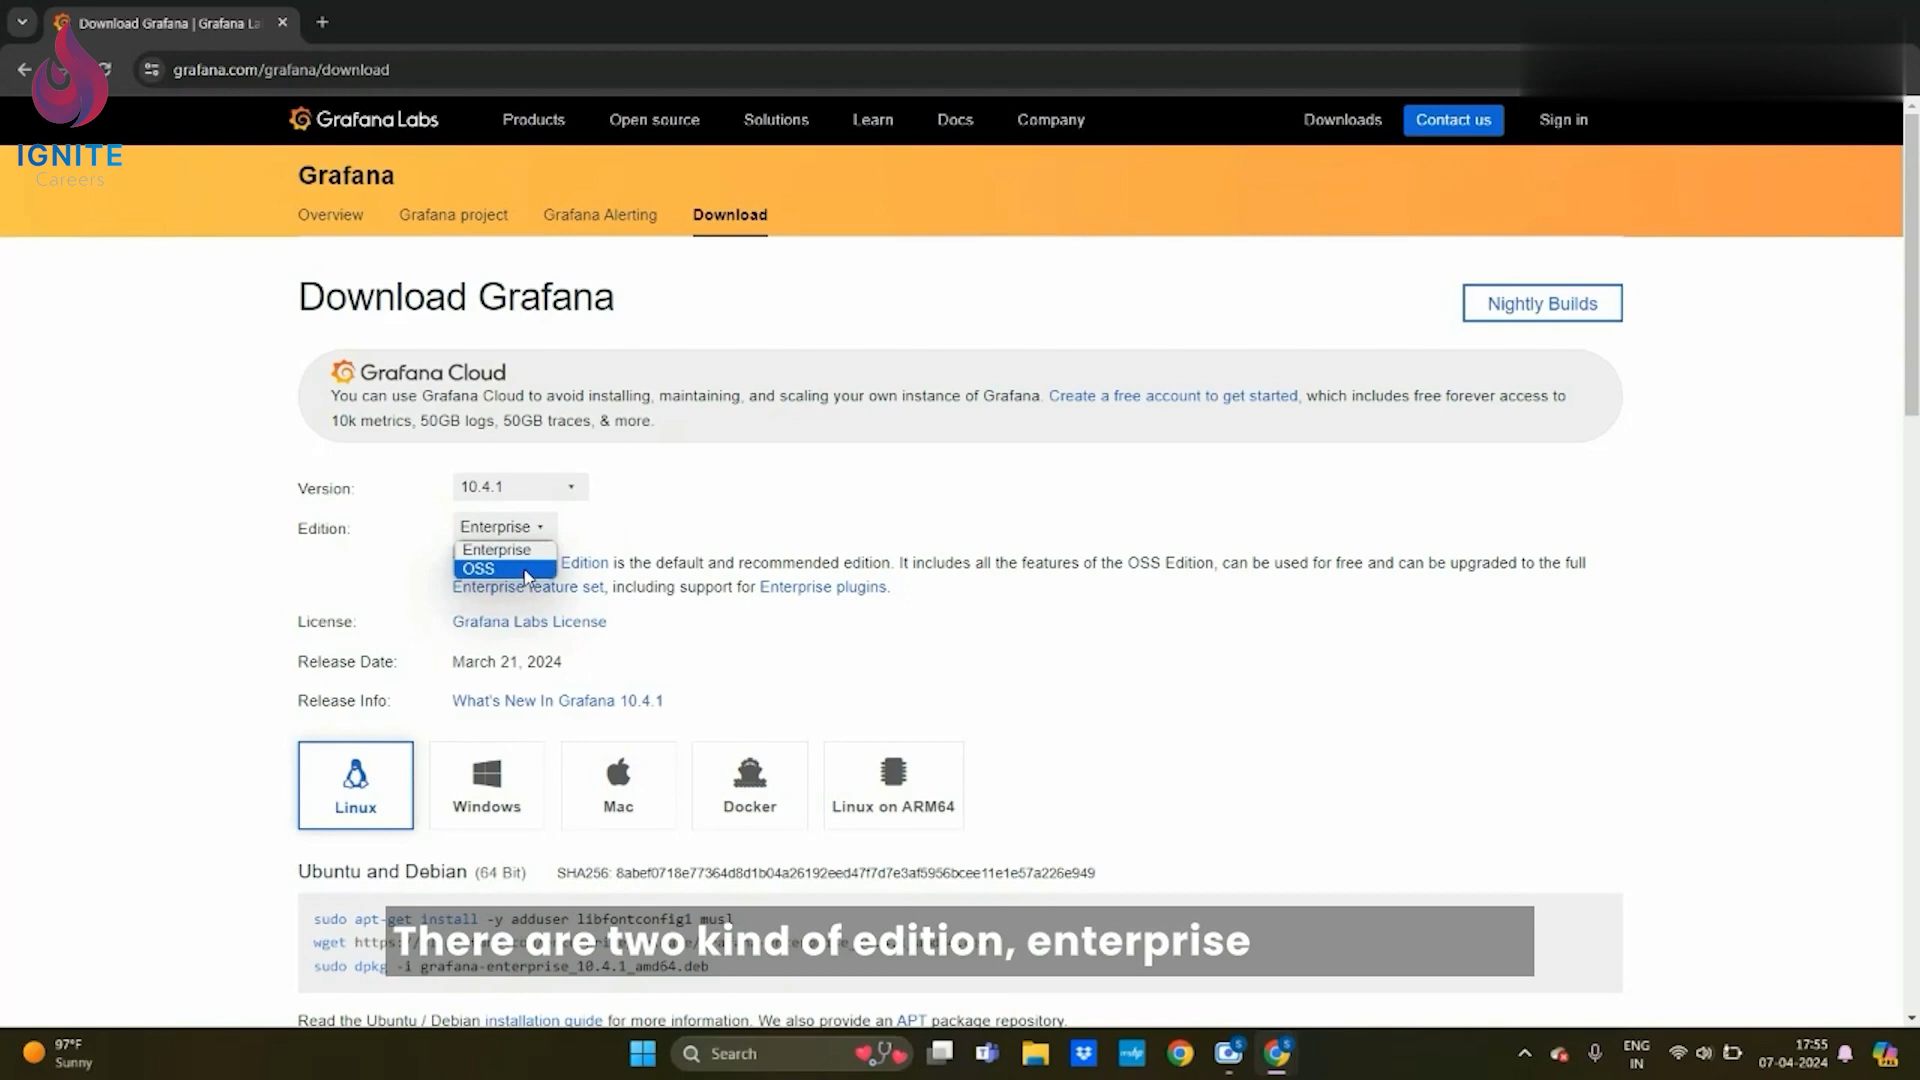 Download Grafana | Grafana La
grafana.com/grafana/download
IGNITE
Careers
Grafana Labs
Products
Open source
Solutions
Learn
Docs
Company
Downloads
Contact us
Sign in
Grafana
Overview
Grafana project
Grafana Alerting
Download
Download Grafana
Nightly Builds
Grafana Cloud
You can use Grafana Cloud to avoid installing, maintaining, and scaling your own instance of Grafana. Create a free account to get started, which includes free forever access to
10k metrics, 50GB logs, 50GB traces, & more.
Version:
10.4.1
Edition:
Enterprise
Enterprise
OSS
Edition is the default and recommended edition. It includes all the features of the OSS Edition, can be used for free and can be upgraded to the full
Enterprise feature set, including support for Enterprise plugins.
License:
Grafana Labs License
Release Date:
March 21, 2024
Release Info:
What's New In Grafana 10.4.1
Linux
Windows
Mac
Docker
Linux on ARM64
Ubuntu and Debian (64 Bit)
SHA256: 8abef0718e77364d8d1b04a26192eed47f7d7e3af5956bcee11e1e57a226e949
sudo apt-get install -y adduser libfontconfig1 musl
wget
There are two kind of edition, enterprise
sudo dpkg -i grafana-enterprise_10.4.1_amd64.deb
Read the Ubuntu / Debian installation guide for more information. We also provide an APT package repository.
97°F
Sunny
Search
ENG
IN
17:55
07-04-2024